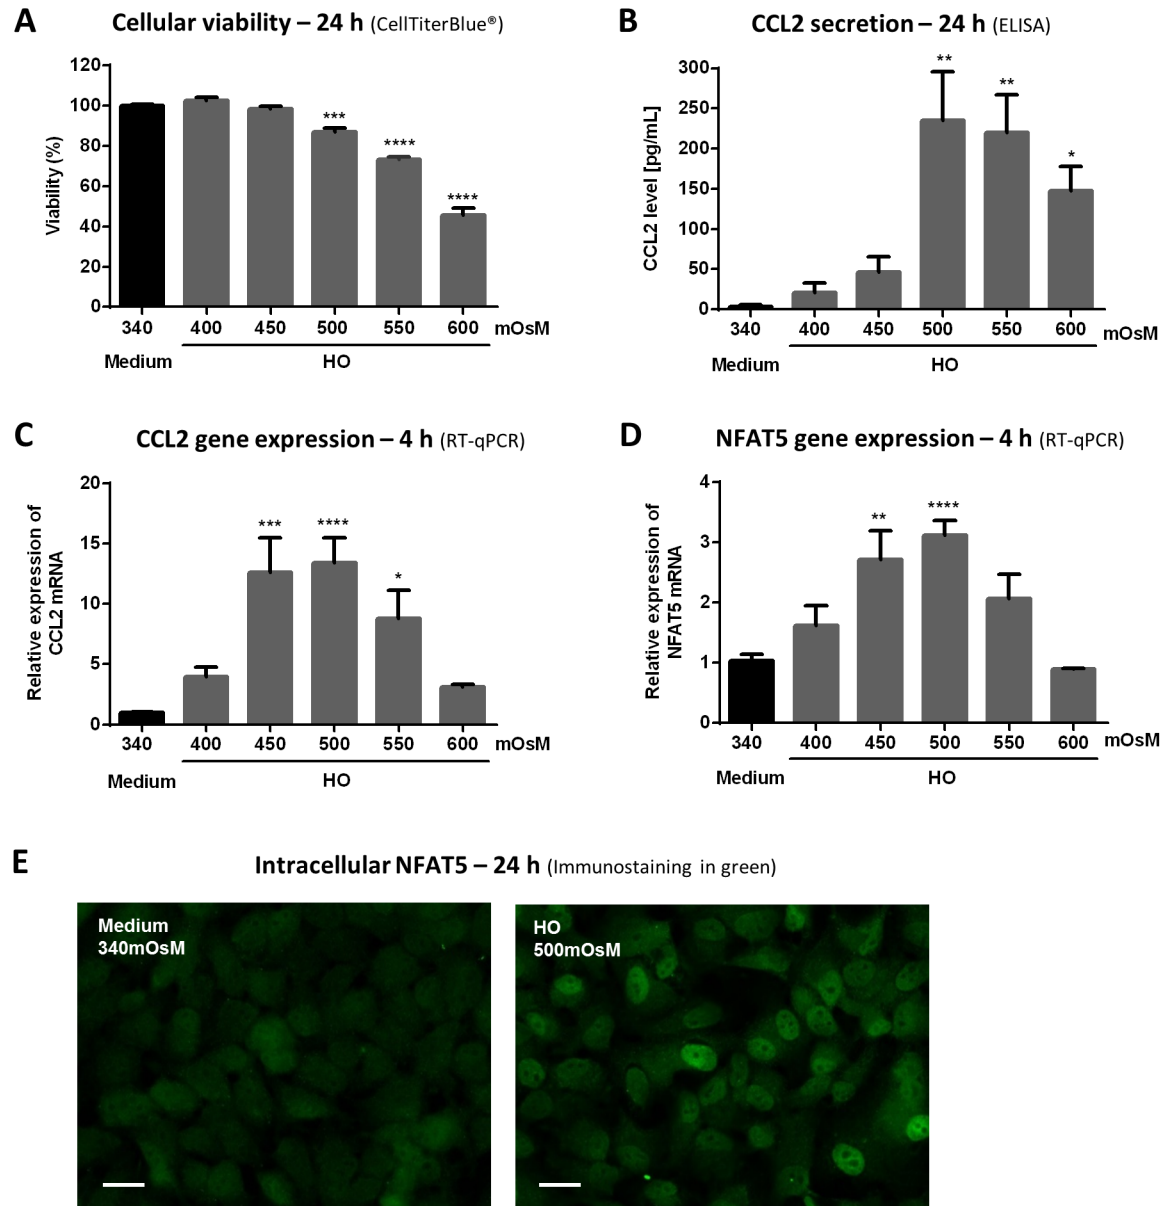 A
Cellular viability – 24 h (CellTiterBlue®)
Viability (%)
120
100
80
60
40
20
0
***
****
****
340 400 450 500 550 600 mOsM
Medium HO
B
CCL2 secretion – 24 h (ELISA)
CCL2 level [pg/mL]
300
250
200
150
100
50
0
**
**
*
340 400 450 500 550 600 mOsM
Medium HO
C
CCL2 gene expression – 4 h (RT-qPCR)
Relative expression of
CCL2 mRNA
20
15
10
5
0
***
****
*
340 400 450 500 550 600 mOsM
Medium HO
D
NFAT5 gene expression – 4 h (RT-qPCR)
Relative expression of
NFAT5 mRNA
4
3
2
1
0
**
****
340 400 450 500 550 600 mOsM
Medium HO
E
Intracellular NFAT5 – 24 h (Immunostaining in green)
Medium
340mOsM
HO
500mOsM